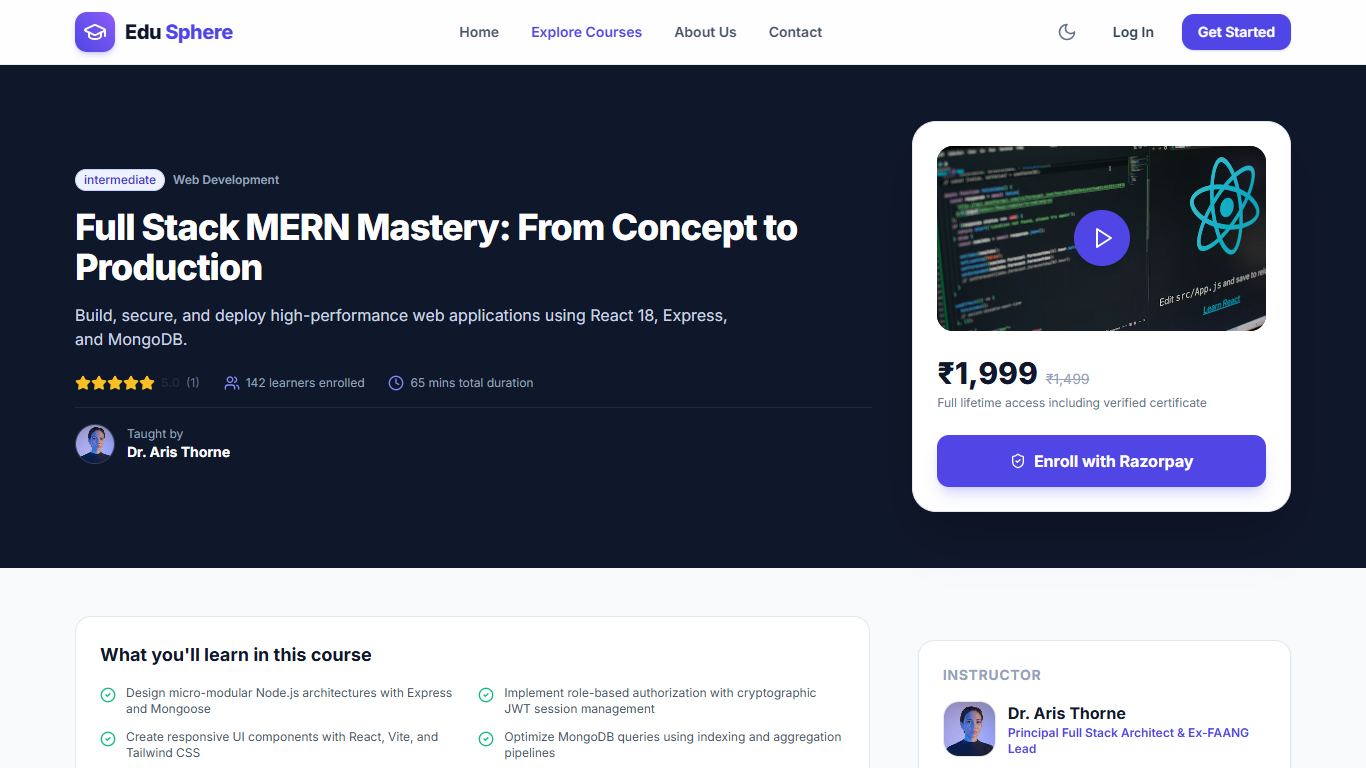 Edu Sphere
Home
Explore Courses
About Us
Contact
Log In
Get Started
intermediate
Web Development
Full Stack MERN Mastery: From Concept to
Production
Build, secure, and deploy high-performance web applications using React 18, Express,
and MongoDB.
5.0 (1)
142 learners enrolled
65 mins total duration
Taught by
Dr. Aris Thorne
Edit src/App.js and save to
Learn React
₹1,999 ₹1,499
Full lifetime access including verified certificate
Enroll with Razorpay
What you'll learn in this course
Design micro-modular Node.js architectures with Express
and Mongoose
Implement role-based authorization with cryptographic
JWT session management
Create responsive UI components with React, Vite, and
Tailwind CSS
Optimize MongoDB queries using indexing and aggregation
pipelines
INSTRUCTOR
Dr. Aris Thorne
Principal Full Stack Architect & Ex-FAANG
Lead